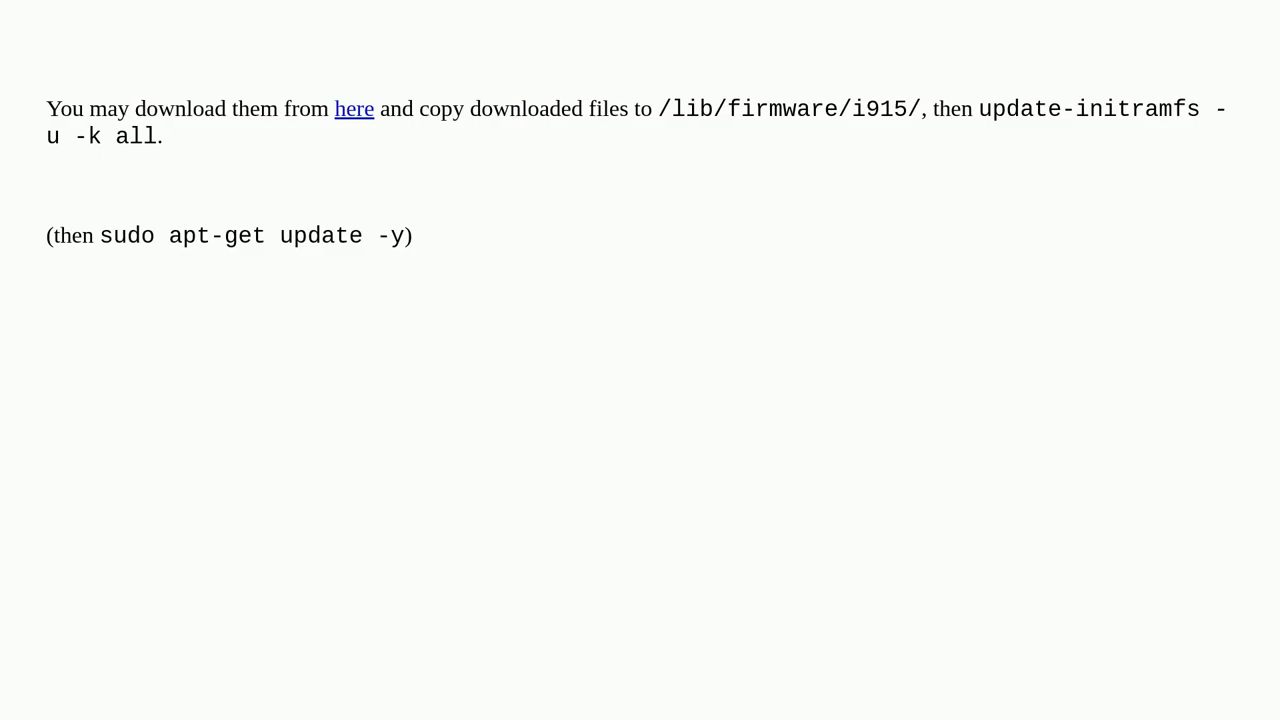 You may download them from here and copy downloaded files to /lib/firmware/i915/, then update-initramfs -
u -k all.
(then sudo apt-get update -y)